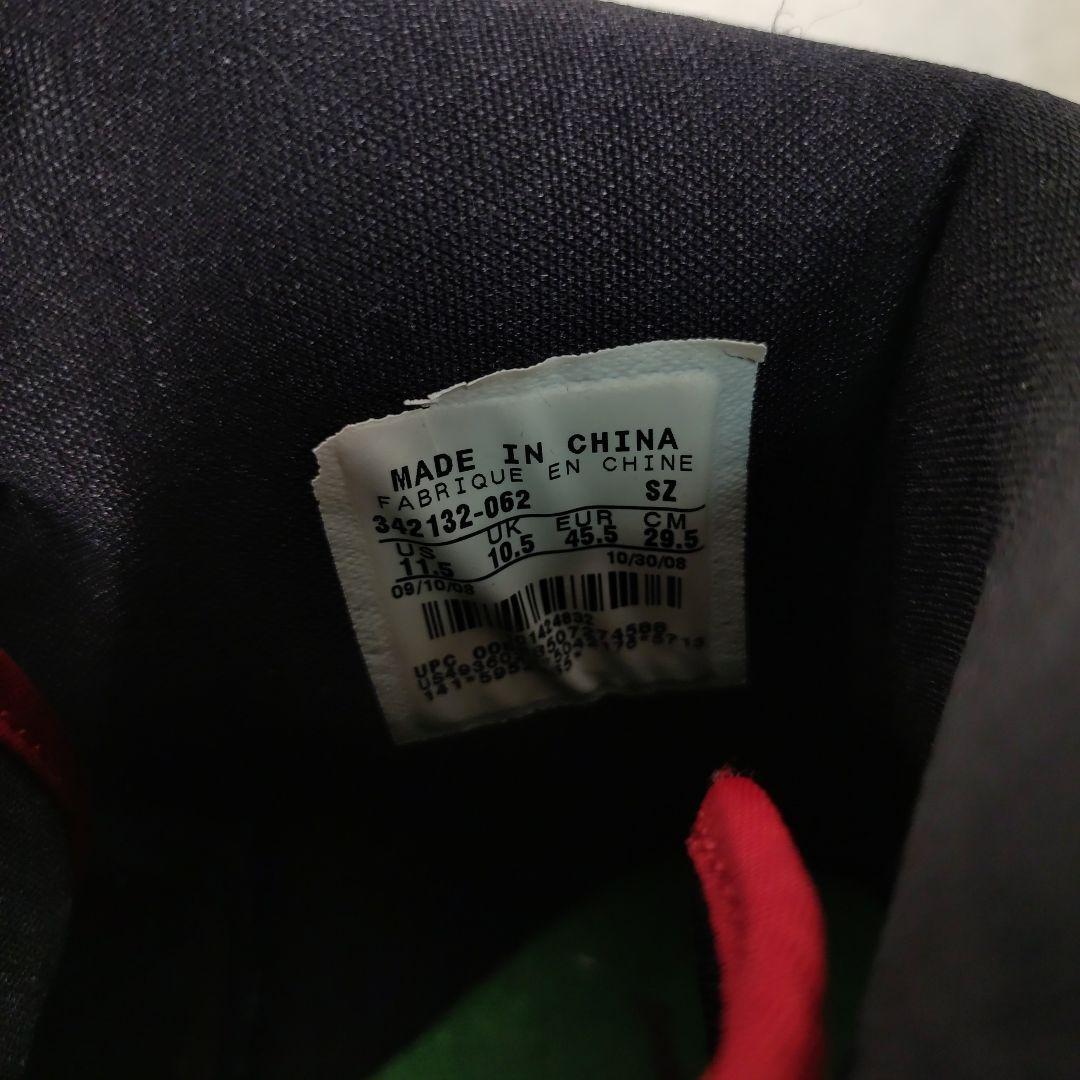 MADE IN CHINA
FABRIQUE EN CHINE
342132-062 SZ
US UK EUR CM
11.5 10.5 45.5 29.5
09/10/08 10/30/08
UPC